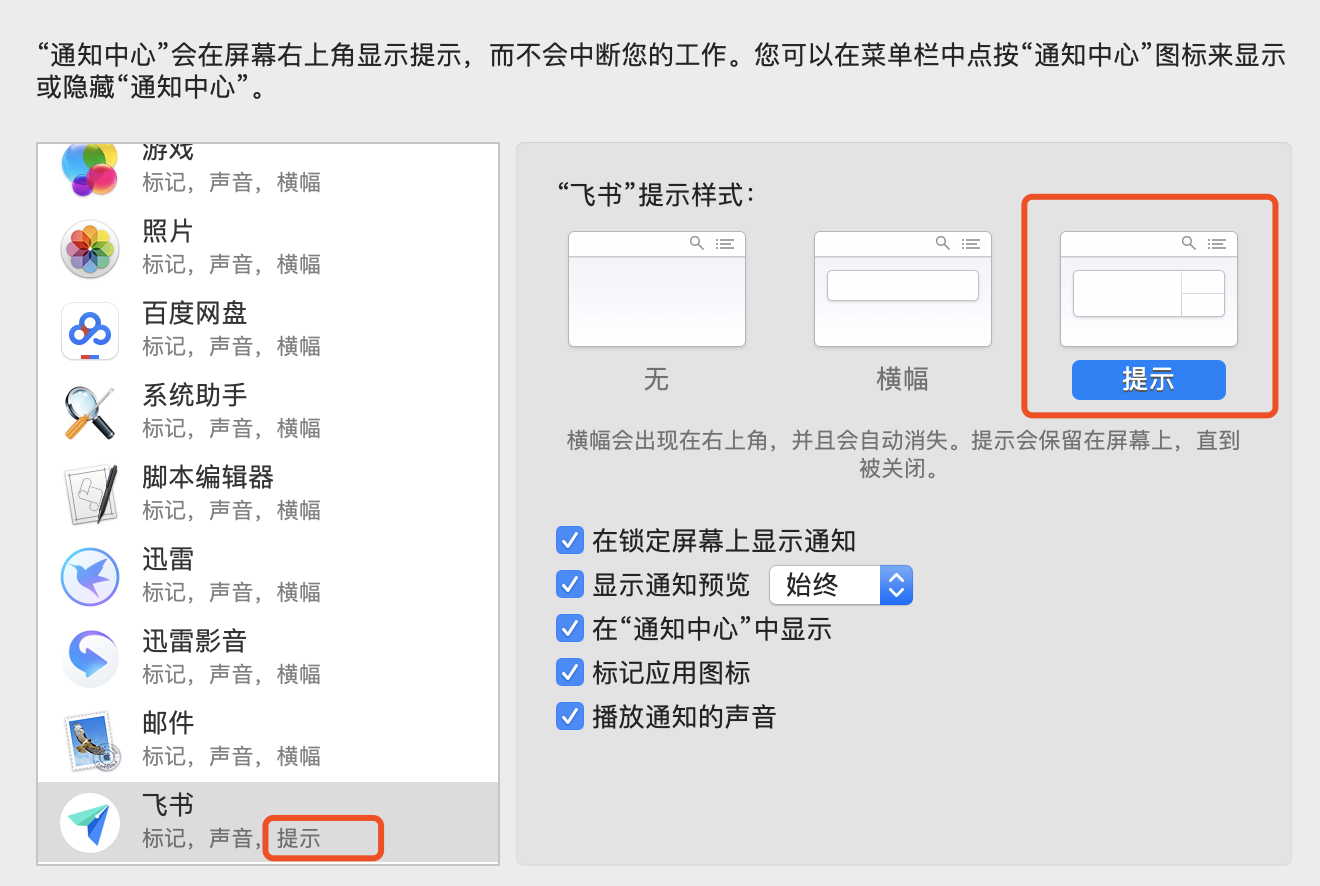 “通知中心”会在屏幕右上角显示提示，而不会中断您的工作。您可以在菜单栏中点按“通知中心”图标来显示
或隐藏“通知中心”。
游戏
标记，声音，横幅
照片
标记，声音，横幅
百度网盘
标记，声音，横幅
系统助手
标记，声音，横幅
脚本编辑器
标记，声音，横幅
迅雷
标记，声音，横幅
迅雷影音
标记，声音，横幅
邮件
标记，声音，横幅
飞书
标记，声音，提示
“飞书”提示样式：
无
横幅
提示
横幅会出现在右上角，并且会自动消失。提示会保留在屏幕上，直到
被关闭。
在锁定屏幕上显示通知
显示通知预览 始终
在“通知中心”中显示
标记应用图标
播放通知的声音